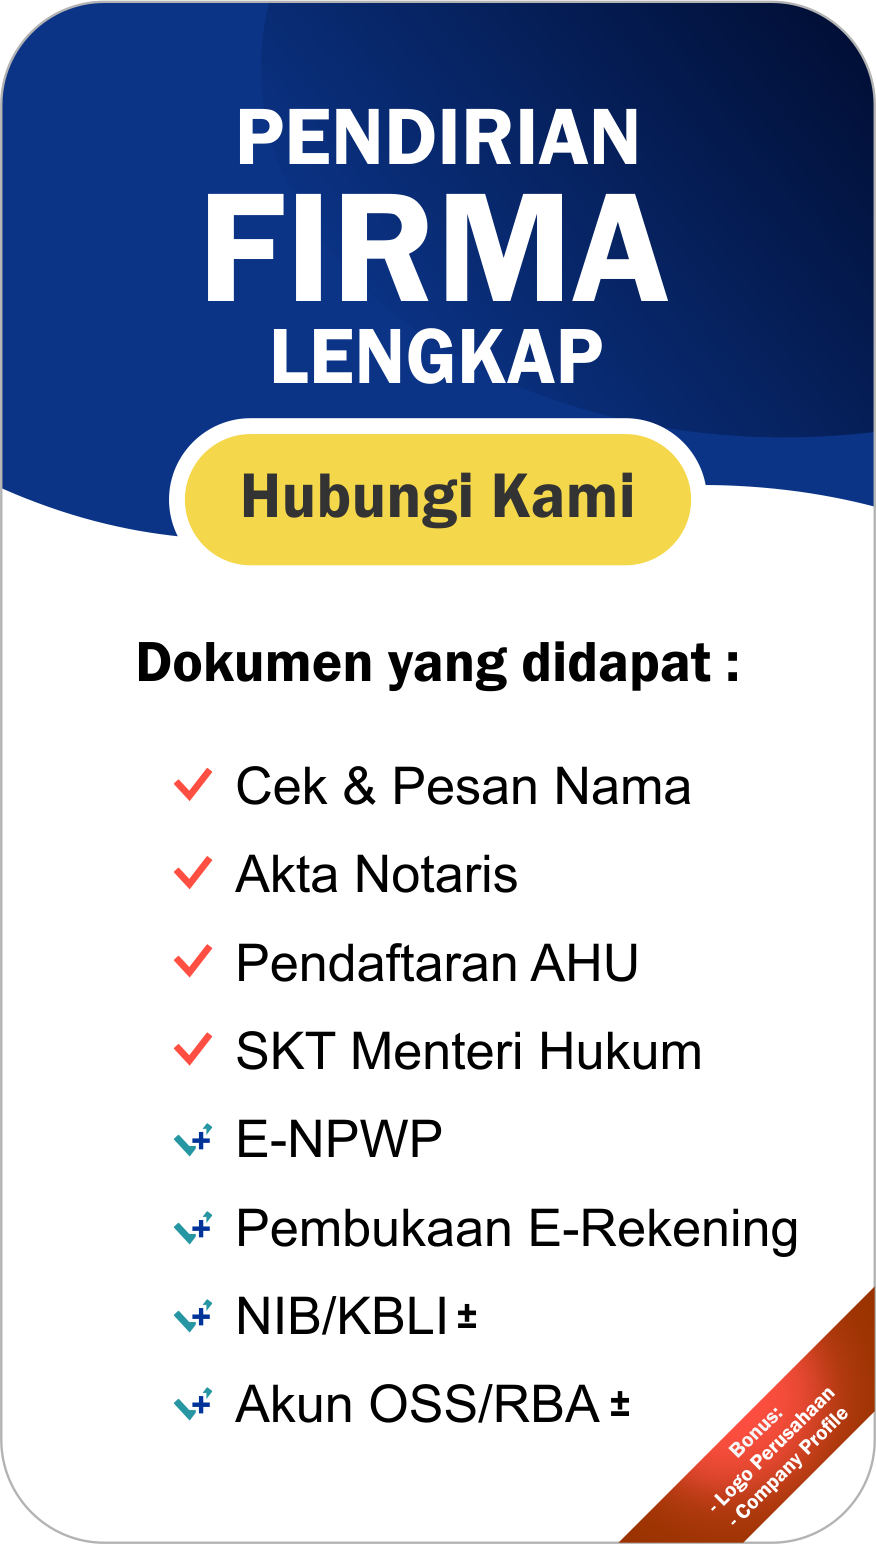 PENDIRIAN
FIRMA
LENGKAP
Hubungi Kami
Dokumen yang didapat :
Cek & Pesan Nama
Akta Notaris
Pendaftaran AHU
SKT Menteri Hukum
E-NPWP
Pembukaan E-Rekening
NIB/KBLI ±
Akun OSS/RBA ±
Bonus:
- Logo Perusahaan
- Company Profile